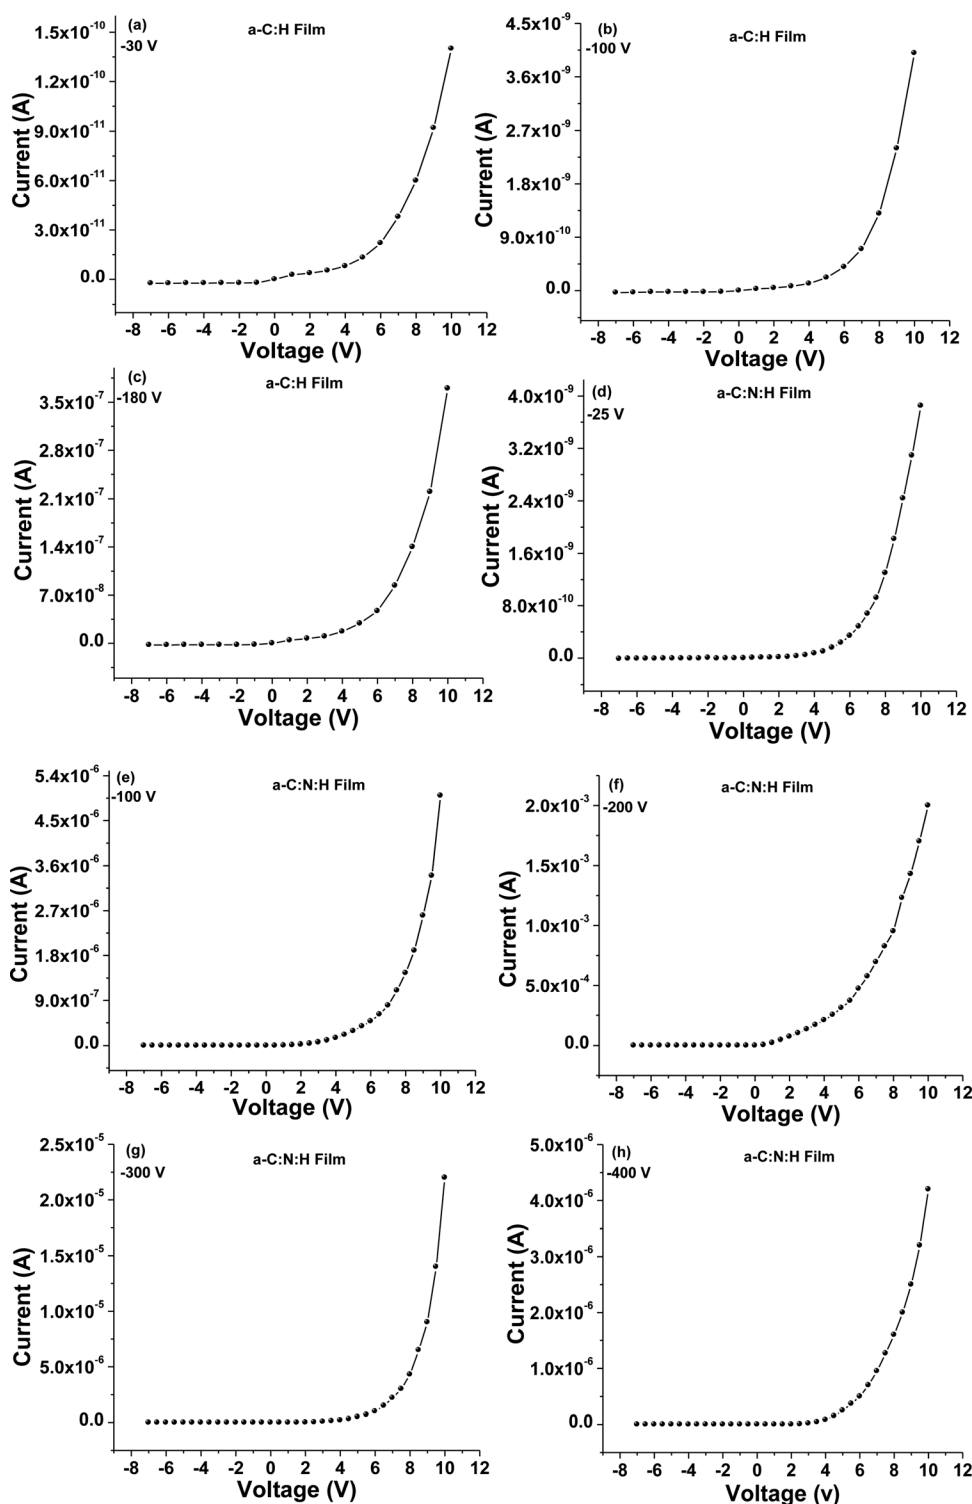 (a)
-30 V
a-C:H Film
1.5x10⁻¹⁰
1.2x10⁻¹⁰
9.0x10⁻¹¹
6.0x10⁻¹¹
3.0x10⁻¹¹
0.0
Current (A)
-8 -6 -4 -2 0 2 4 6 8 10 12
Voltage (V)
(b)
-100 V
a-C:H Film
4.5x10⁻⁹
3.6x10⁻⁹
2.7x10⁻⁹
1.8x10⁻⁹
9.0x10⁻¹⁰
0.0
Current (A)
-8 -6 -4 -2 0 2 4 6 8 10 12
Voltage (V)
(c)
-180 V
a-C:H Film
3.5x10⁻⁷
2.8x10⁻⁷
2.1x10⁻⁷
1.4x10⁻⁷
7.0x10⁻⁸
0.0
Current (A)
-8 -6 -4 -2 0 2 4 6 8 10 12
Voltage (V)
(d)
-25 V
a-C:N:H Film
4.0x10⁻⁹
3.2x10⁻⁹
2.4x10⁻⁹
1.6x10⁻⁹
8.0x10⁻¹⁰
0.0
Current (A)
-8 -6 -4 -2 0 2 4 6 8 10 12
Voltage (V)
(e)
-100 V
a-C:N:H Film
5.4x10⁻⁶
4.5x10⁻⁶
3.6x10⁻⁶
2.7x10⁻⁶
1.8x10⁻⁶
9.0x10⁻⁷
0.0
Current (A)
-8 -6 -4 -2 0 2 4 6 8 10 12
Voltage (V)
(f)
-200 V
a-C:N:H Film
2.0x10⁻³
1.5x10⁻³
1.0x10⁻³
5.0x10⁻⁴
0.0
Current (A)
-8 -6 -4 -2 0 2 4 6 8 10 12
Voltage (V)
(g)
-300 V
a-C:N:H Film
2.5x10⁻⁵
2.0x10⁻⁵
1.5x10⁻⁵
1.0x10⁻⁵
5.0x10⁻⁶
0.0
Current (A)
-8 -6 -4 -2 0 2 4 6 8 10 12
Voltage (V)
(h)
-400 V
a-C:N:H Film
5.0x10⁻⁶
4.0x10⁻⁶
3.0x10⁻⁶
2.0x10⁻⁶
1.0x10⁻⁶
0.0
Current (A)
-8 -6 -4 -2 0 2 4 6 8 10 12
Voltage (v)